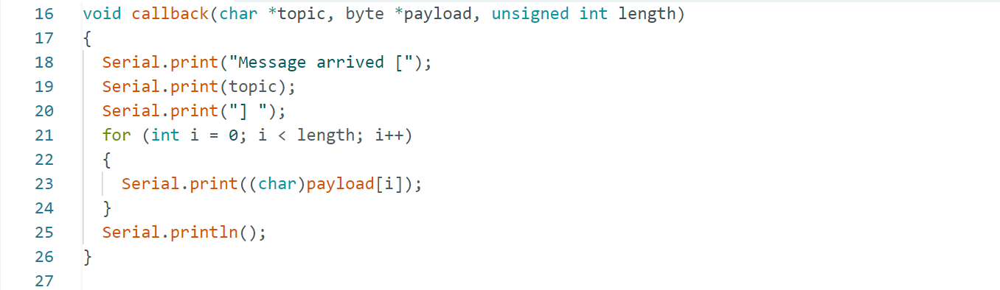 16 void callback(char *topic, byte *payload, unsigned int length)
17 {
18   Serial.print("Message arrived [");
19   Serial.print(topic);
20   Serial.print("] ");
21   for (int i = 0; i < length; i++)
22   {
23     Serial.print((char)payload[i]);
24   }
25   Serial.println();
26 }
27